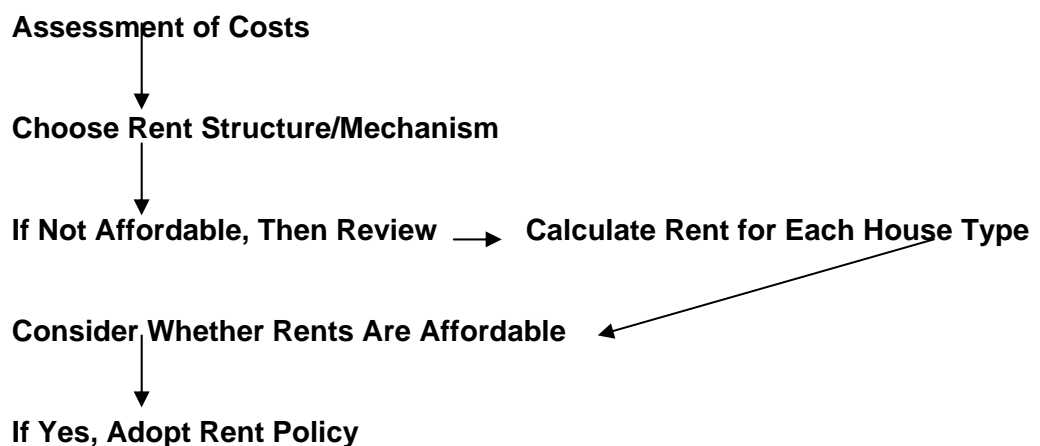 Assessment of Costs
Choose Rent Structure/Mechanism
If Not Affordable, Then Review Calculate Rent for Each House Type
Consider Whether Rents Are Affordable
If Yes, Adopt Rent Policy